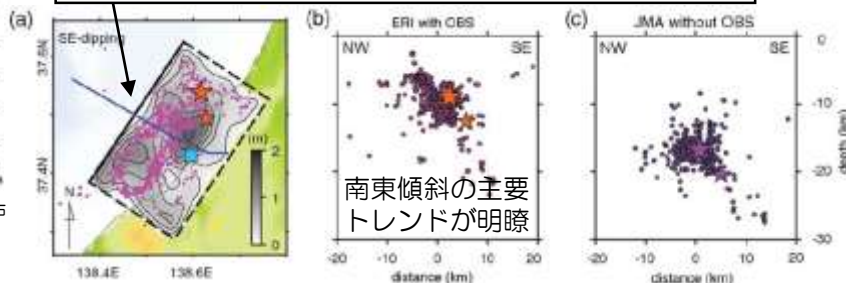 (a)
SE-dipping
37.6N
37.4N
N
(m)
2
1
0
138.4E 138.6E
(b)
ERI with OBS
NW SE
南東傾斜の主要
トレンドが明瞭
-20 -10 0 10 20
distance (km)
(c)
JMA without OBS
NW SE
0
-10
-20
-30
depth (km)
-20 -10 0 10 20
distance (km)